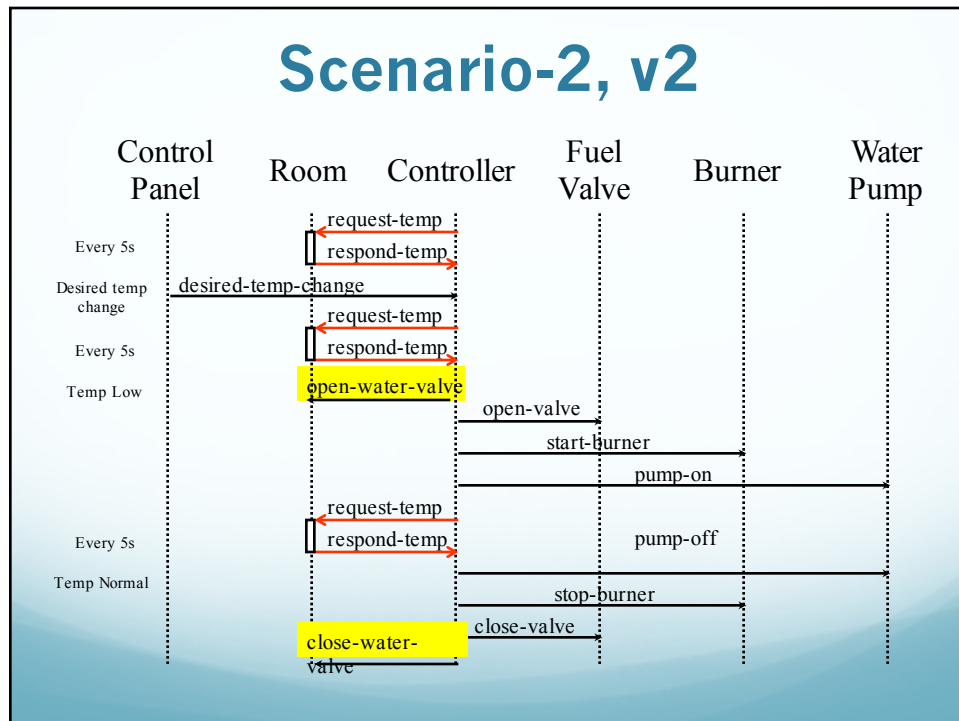 Scenario-2, v2
Control
Panel
Room
Controller
Fuel
Valve
Burner
Water
Pump
request-temp
Every 5s
respond-temp
Desired temp
change
desired-temp-change
request-temp
Every 5s
respond-temp
Temp Low
open-water-valve
open-valve
start-burner
pump-on
request-temp
Every 5s
respond-temp
pump-off
Temp Normal
stop-burner
close-valve
close-water-
valve